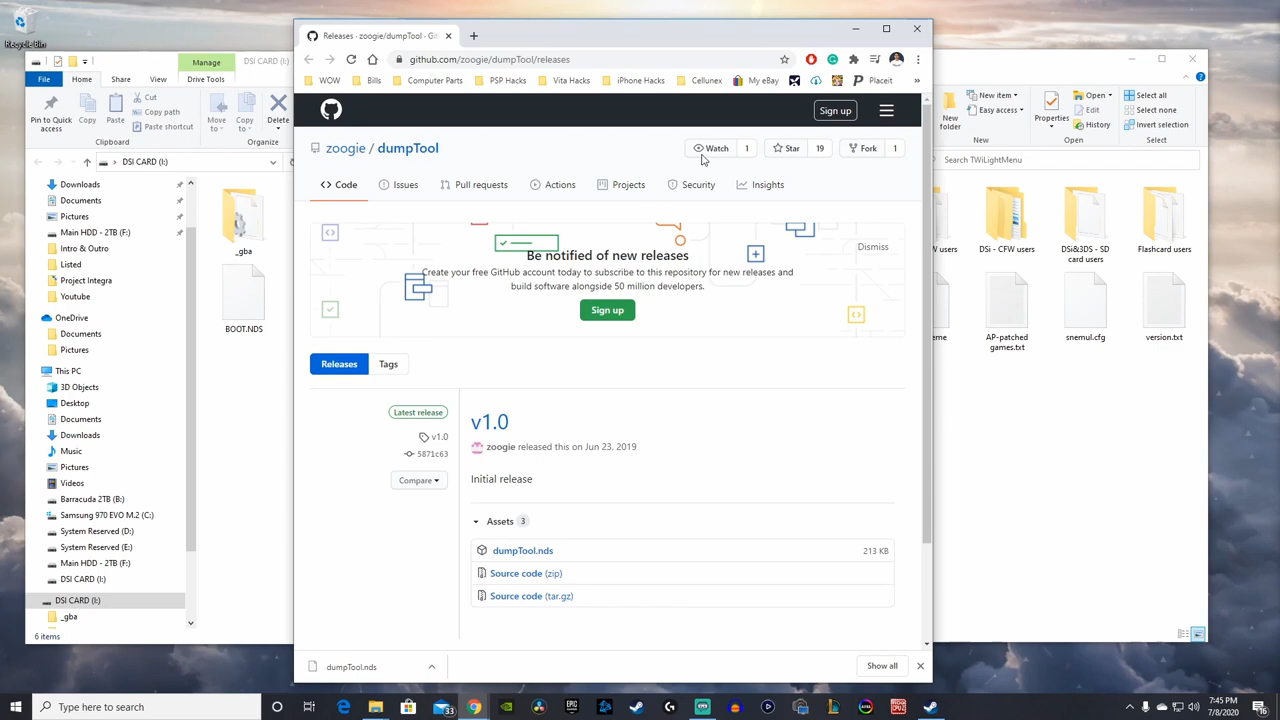 Recycle Bin
Manage
DSI CARD (I:)
File
Home
Share
View
Drive Tools
Pin to Quick access
Copy
Paste
Cut
Copy path
Paste shortcut
Clipboard
Move to
Copy to
Delete
Organize
DSI CARD (I:)
Downloads
Documents
Pictures
Main HDD - 2TB (F:)
Intro & Outro
Listed
Project Integra
Youtube
OneDrive
Documents
Pictures
This PC
3D Objects
Desktop
Documents
Downloads
Music
Pictures
Videos
Barracuda 2TB (B:)
Samsung 970 EVO M.2 (C:)
System Reserved (D:)
System Reserved (E:)
Main HDD - 2TB (F:)
DSI CARD (I:)
DSI CARD (I:)
_gba
6 items
_gba
BOOT.NDS
Releases · zoogie/dumpTool · Git
github.com/zoogie/dumpTool/releases
WOW
Bills
Computer Parts
PSP Hacks
Vita Hacks
iPhone Hacks
Cellunex
My eBay
Placeit
»
Sign up
zoogie / dumpTool
Watch 1
Star 19
Fork 1
Code
Issues
Pull requests
Actions
Projects
Security
Insights
Dismiss
Be notified of new releases
Create your free GitHub account today to subscribe to this repository for new releases and
build software alongside 50 million developers.
Sign up
Releases
Tags
Latest release
v1.0
5871c63
Compare
v1.0
zoogie released this on Jun 23, 2019
Initial release
Assets 3
dumpTool.nds
213 KB
Source code (zip)
Source code (tar.gz)
dumpTool.nds
Show all
New folder
New item
Easy access
New
Properties
Open
Edit
History
Open
Select all
Select none
Invert selection
Select
Search TWiLightMenu
FW users
DSi - CFW users
DSi&3DS - SD card users
Flashcard users
eme
AP-patched games.txt
snemul.cfg
version.txt
Type here to search
33
7:45 PM
7/8/2020
16